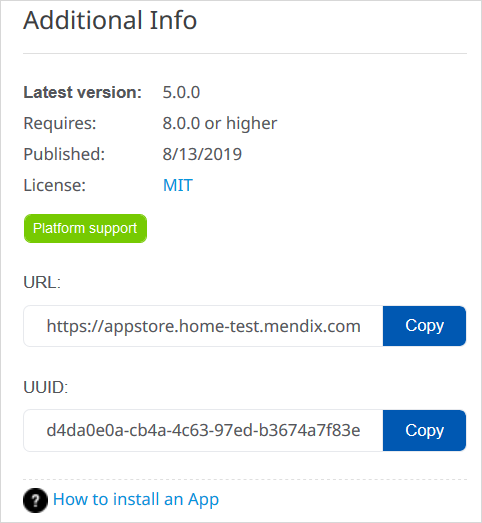 Additional Info
Latest version: 5.0.0
Requires: 8.0.0 or higher
Published: 8/13/2019
License: MIT
Platform support
URL:
https://appstore.home-test.mendix.com Copy
UUID:
d4da0e0a-cb4a-4c63-97ed-b3674a7f83e Copy
? How to install an App